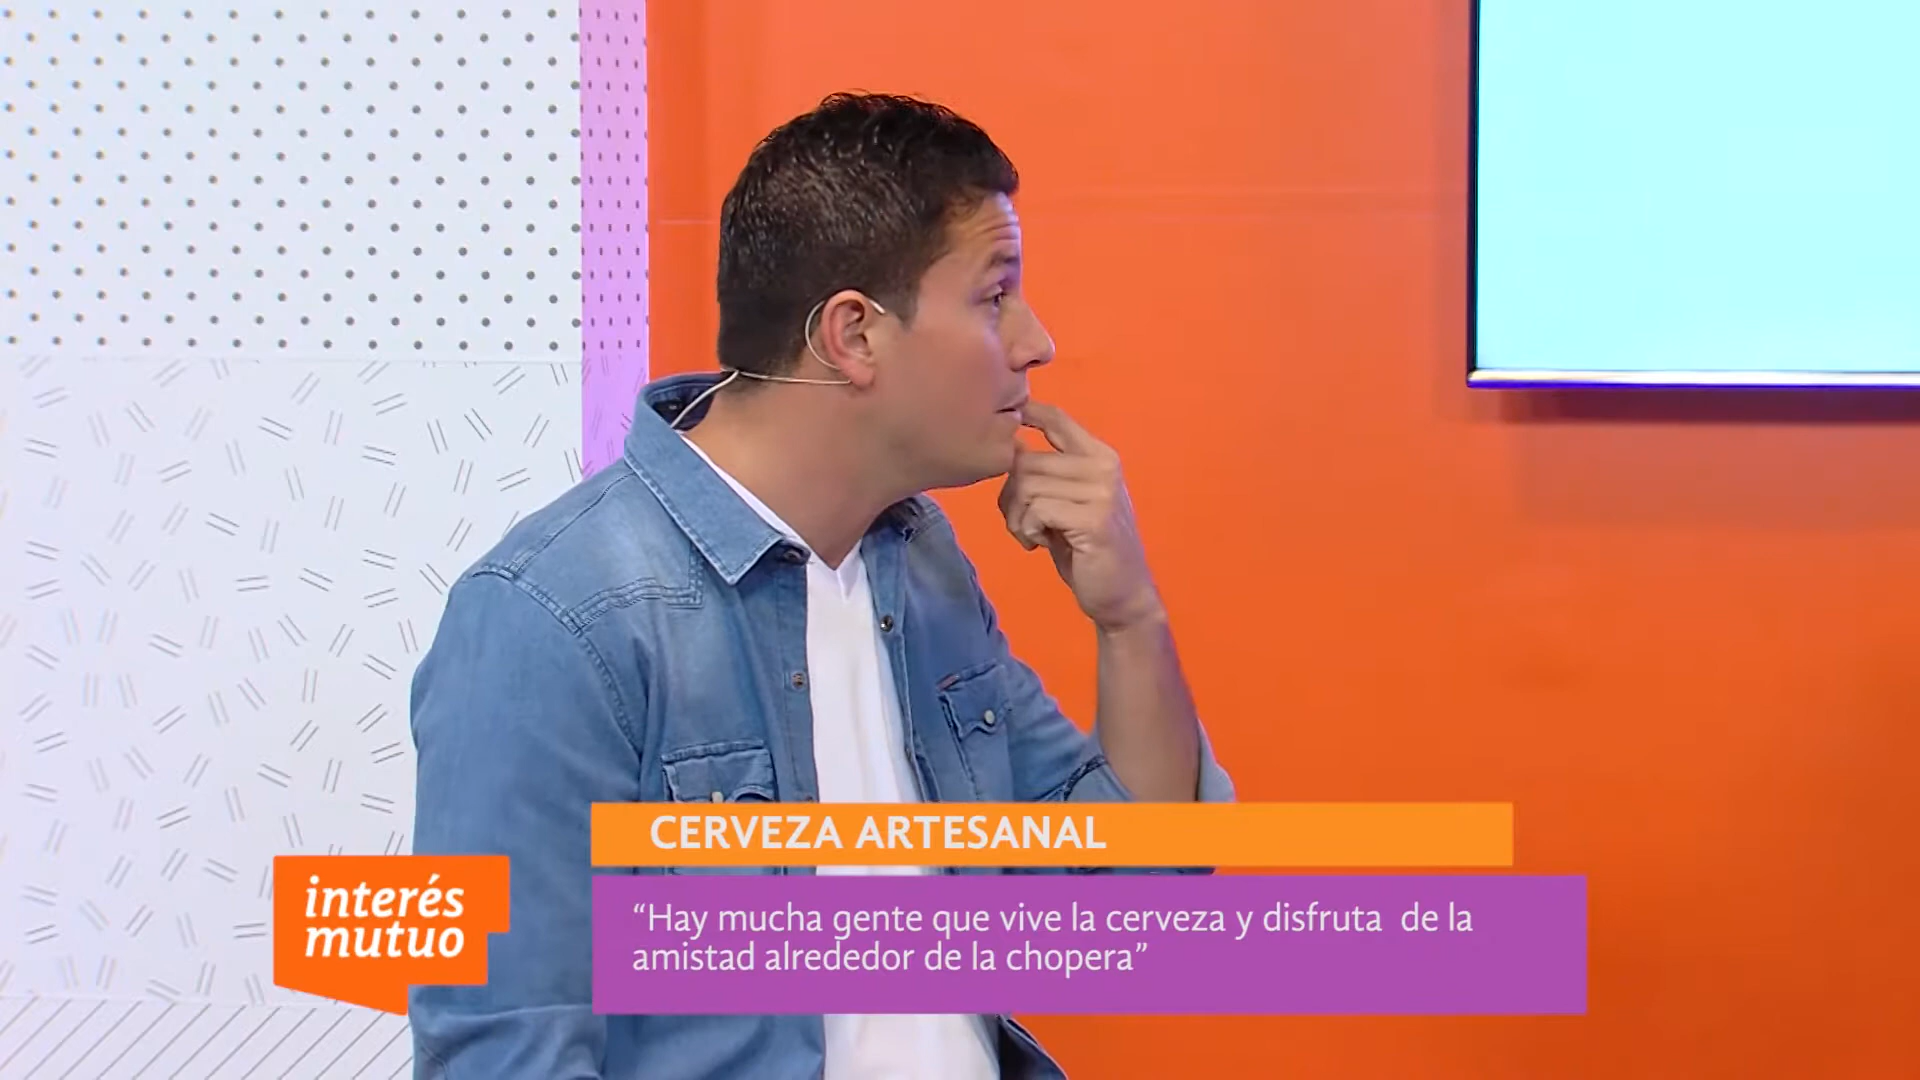 CERVEZA ARTESANAL
interés
mutuo
“Hay mucha gente que vive la cerveza y disfruta de la
amistad alrededor de la chopera”